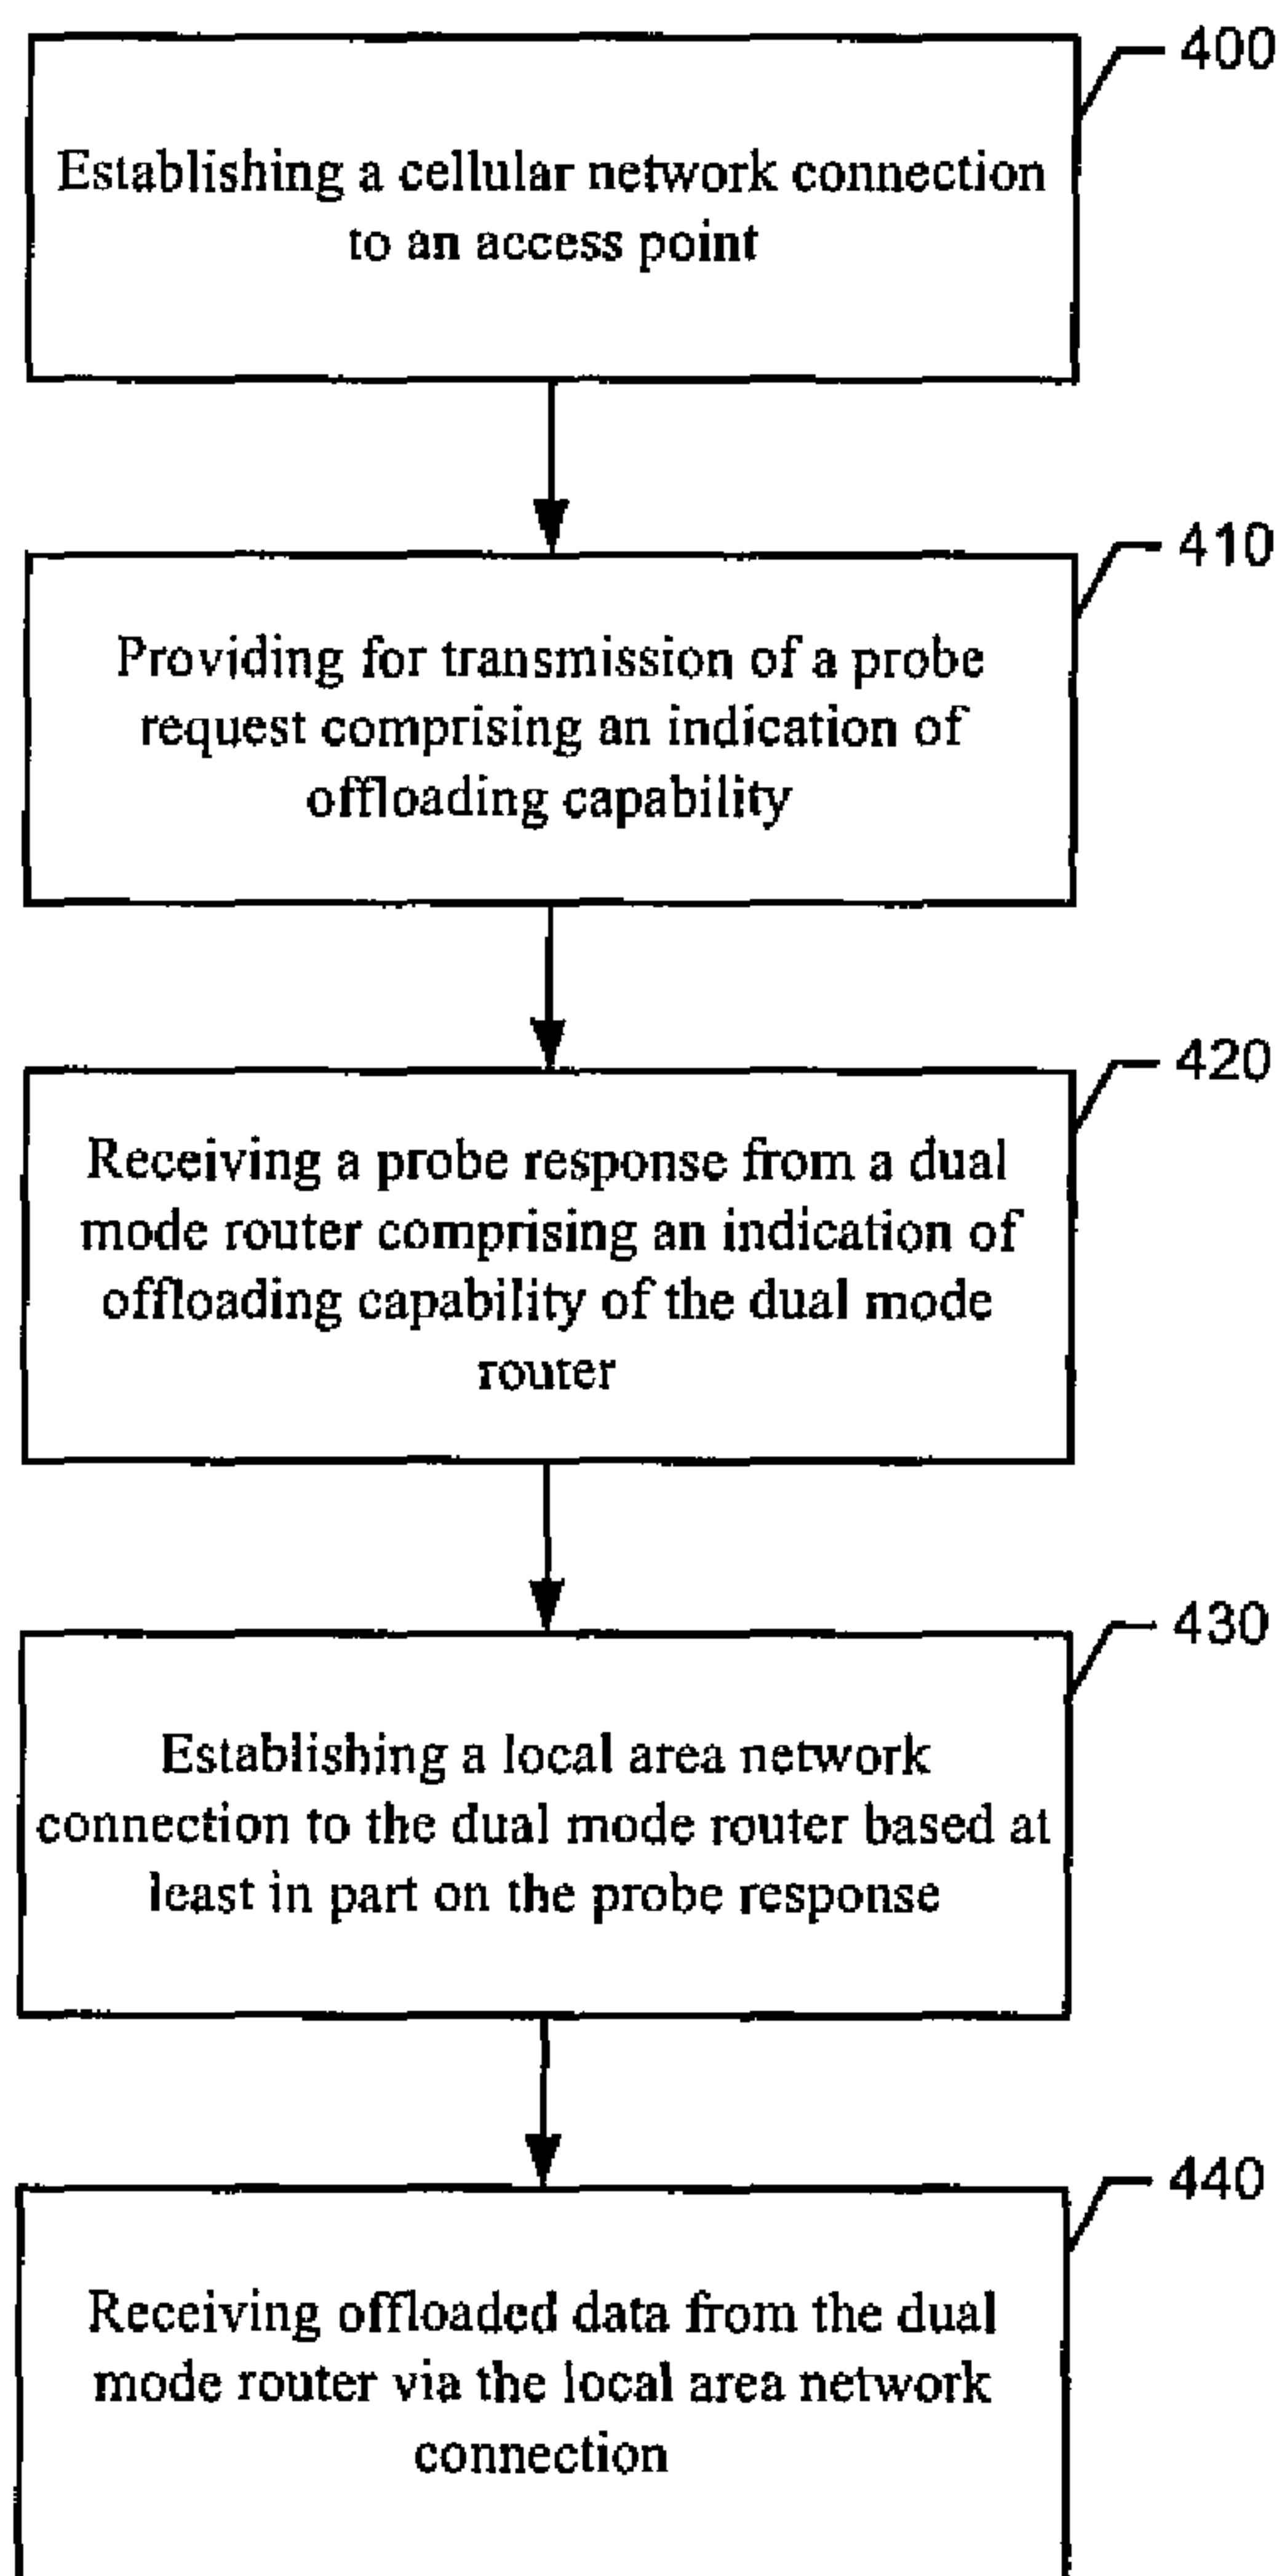 400
Establishing a cellular network connection
to an access point
410
Providing for transmission of a probe
request comprising an indication of
offloading capability
420
Receiving a probe response from a dual
mode router comprising an indication of
offloading capability of the dual mode
router
430
Establishing a local area network
connection to the dual mode router based at
least in part on the probe response
440
Receiving offloaded data from the dual
mode router via the local area network
connection